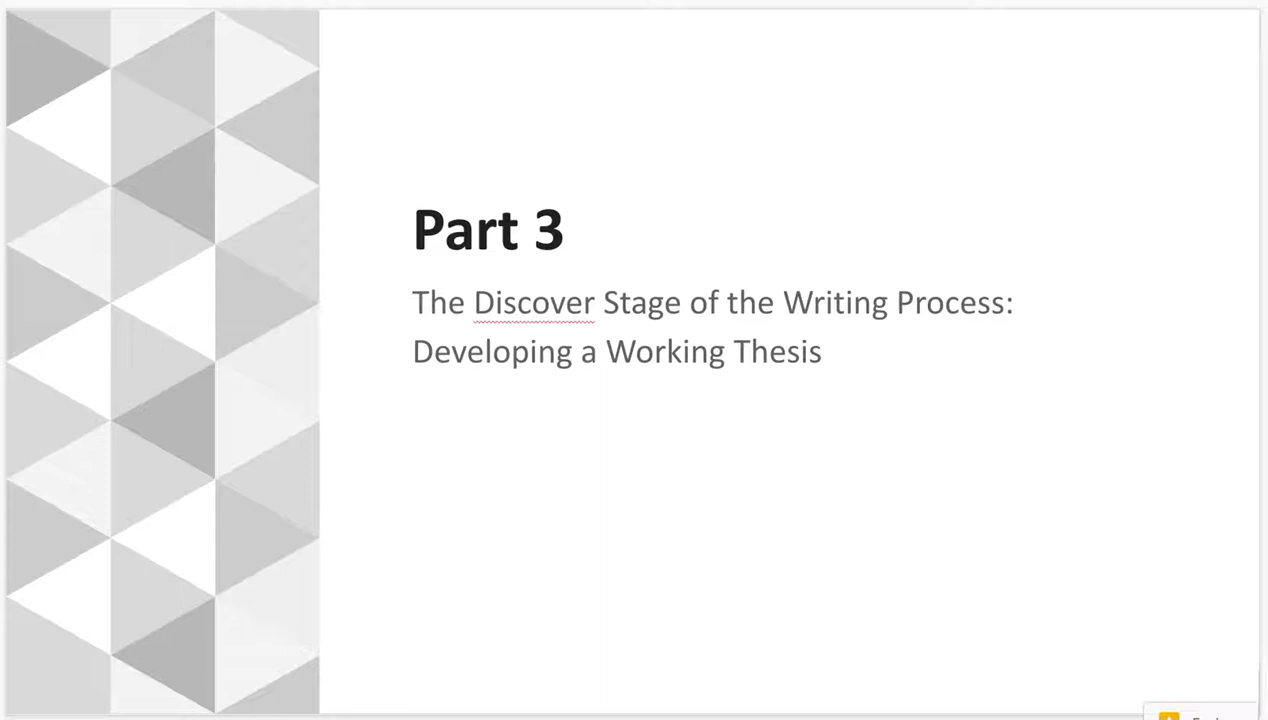 Part 3
The Discover Stage of the Writing Process:
Developing a Working Thesis